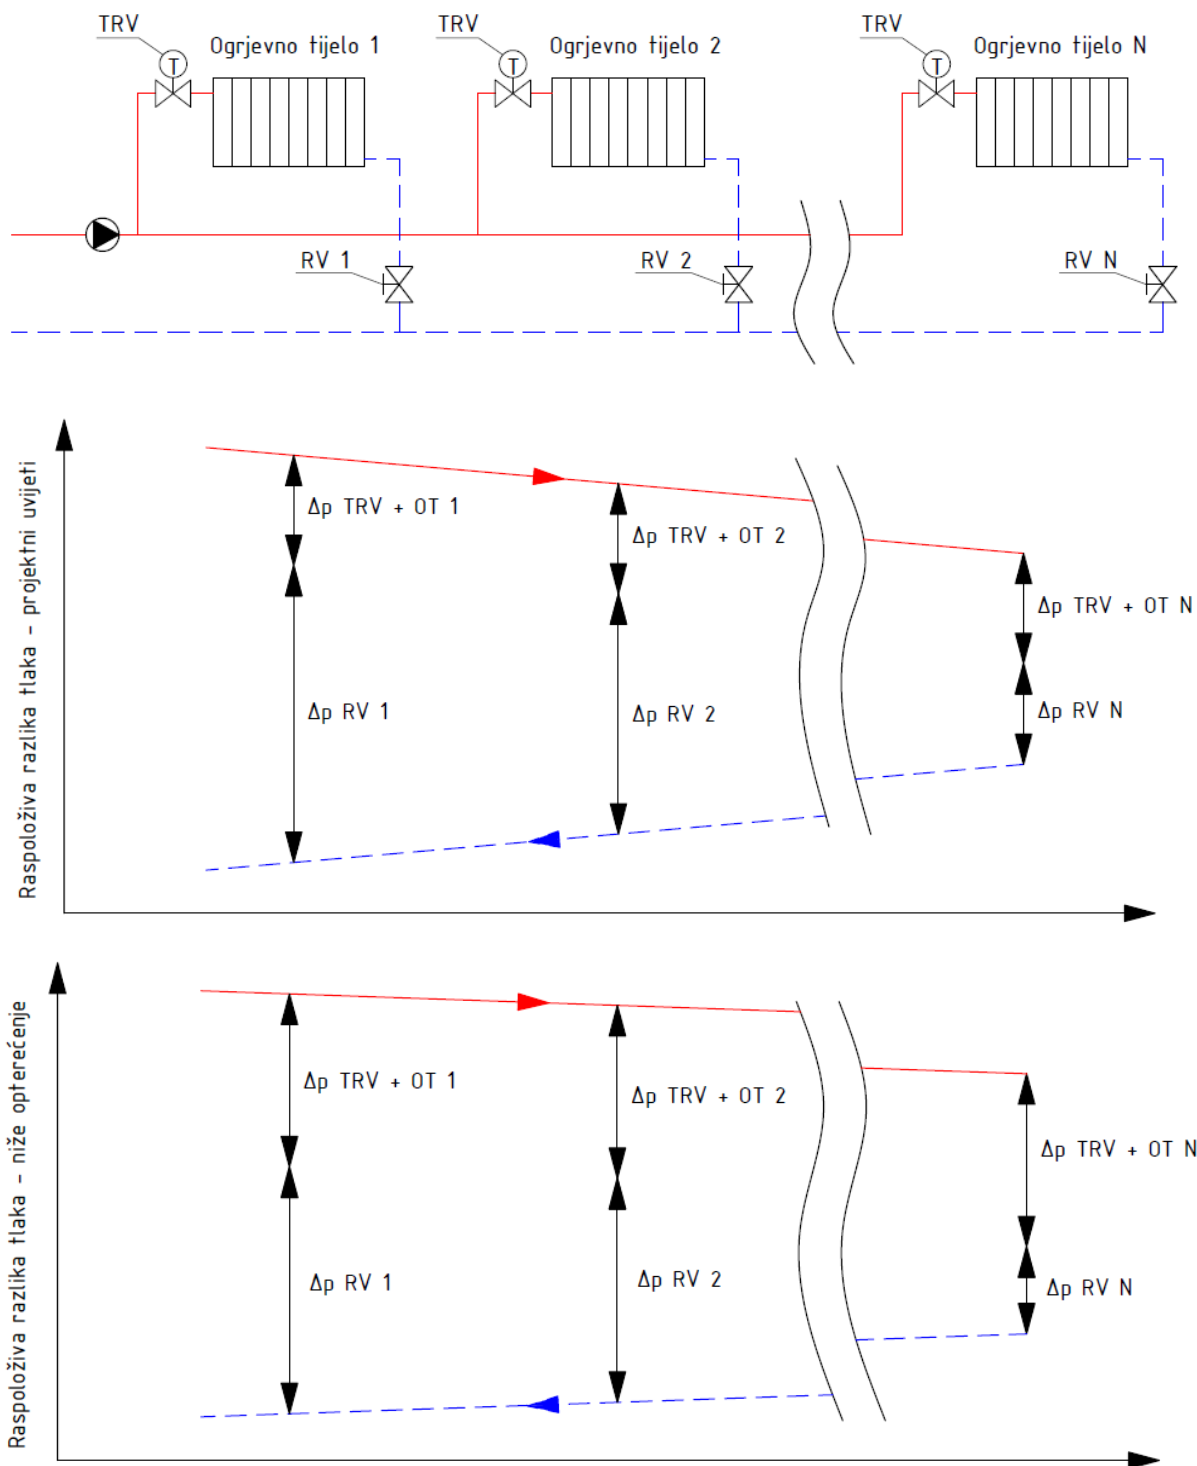 TRV
TRV
TRV
Ogrjevno tijelo 1
Ogrjevno tijelo 2
Ogrjevno tijelo N
T
T
T
RV 1
RV 2
RV N
Raspoloživa razlika tlaka - projektni uvijeti
Δp TRV + OT 1
Δp TRV + OT 2
Δp TRV + OT N
Δp RV 1
Δp RV 2
Δp RV N
Raspoloživa razlika tlaka - niže opterećenje
Δp TRV + OT 1
Δp TRV + OT 2
Δp TRV + OT N
Δp RV 1
Δp RV 2
Δp RV N